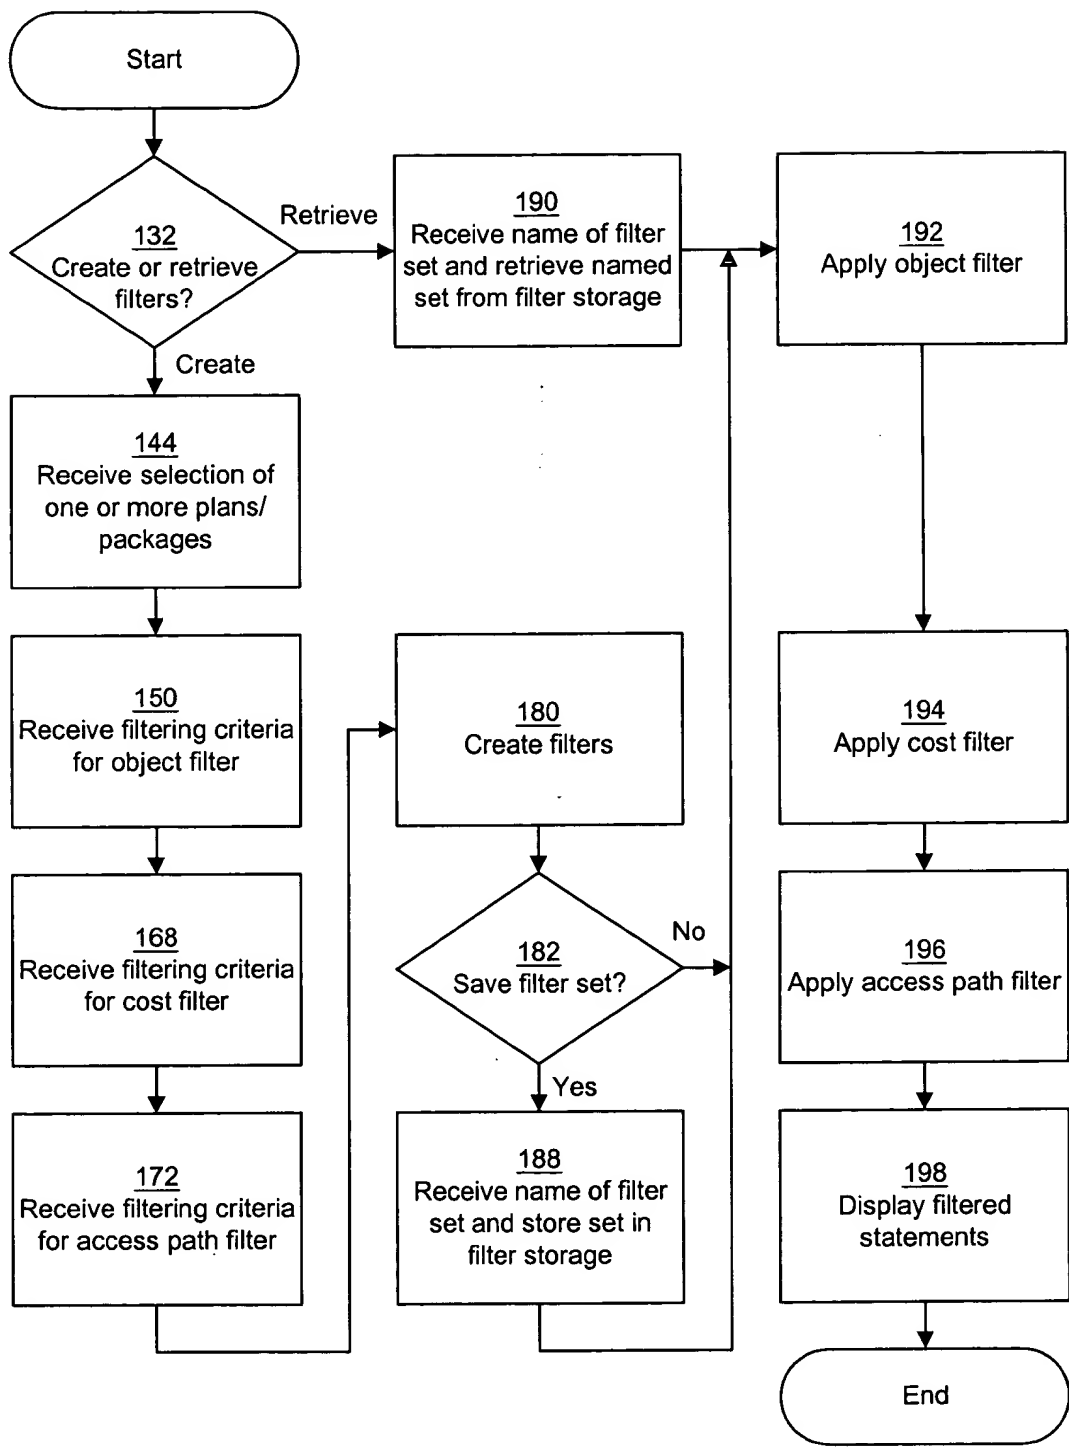 Start
132
Create or retrieve
filters?
Retrieve
Create
190
Receive name of filter
set and retrieve named
set from filter storage
192
Apply object filter
144
Receive selection of
one or more plans/
packages
150
Receive filtering criteria
for object filter
168
Receive filtering criteria
for cost filter
172
Receive filtering criteria
for access path filter
180
Create filters
182
Save filter set?
No
Yes
188
Receive name of filter
set and store set in
filter storage
194
Apply cost filter
196
Apply access path filter
198
Display filtered
statements
End